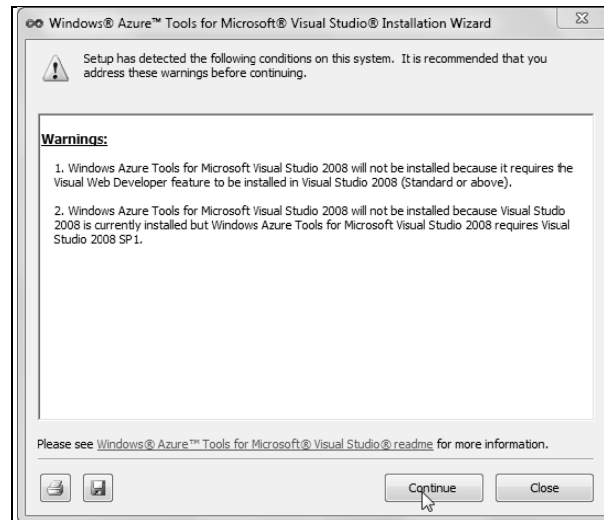 Windows® Azure™ Tools for Microsoft® Visual Studio® Installation Wizard
Setup has detected the following conditions on this system. It is recommended that you
address these warnings before continuing.
Warnings:
1. Windows Azure Tools for Microsoft Visual Studio 2008 will not be installed because it requires the
Visual Web Developer feature to be installed in Visual Studio 2008 (Standard or above).
2. Windows Azure Tools for Microsoft Visual Studio 2008 will not be installed because Visual Studio
2008 is currently installed but Windows Azure Tools for Microsoft Visual Studio 2008 requires Visual
Studio 2008 SP1.
Please see Windows® Azure™ Tools for Microsoft® Visual Studio® readme for more information.
Continue Close